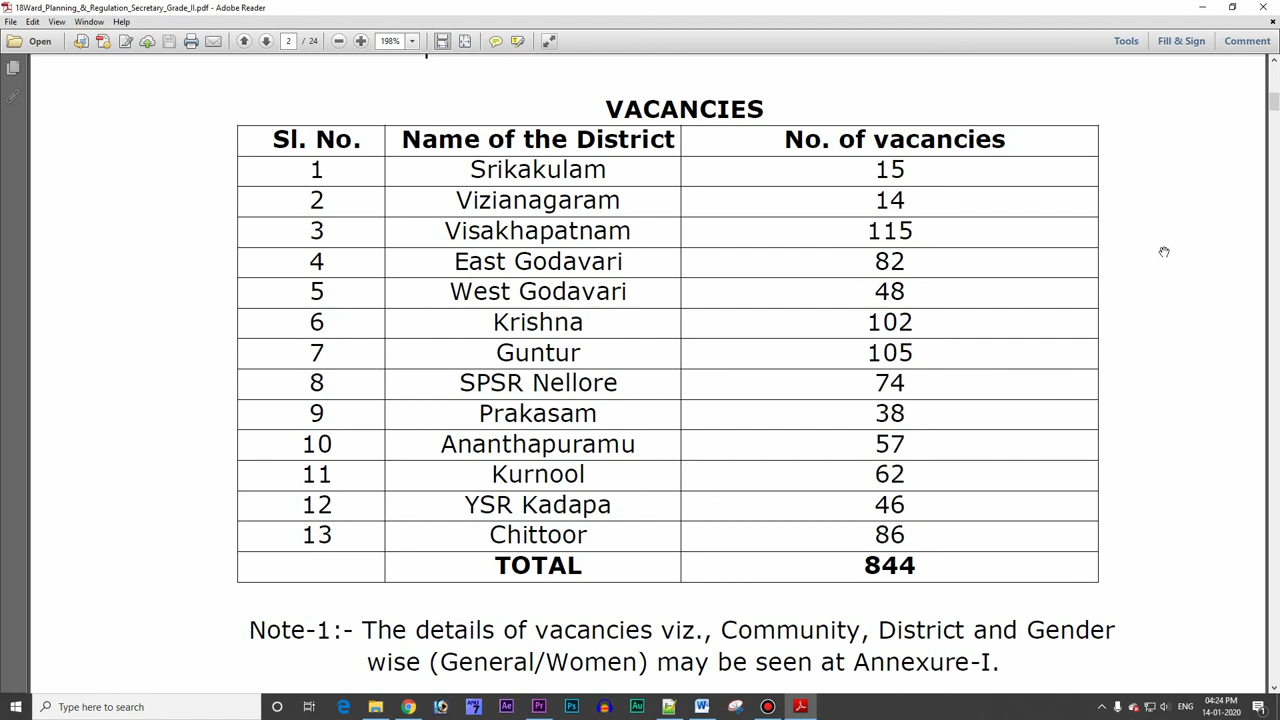 18Ward_Planning_&_Regulation_Secretary_Grade_II.pdf - Adobe Reader
File Edit View Window Help
Open 2 / 24 198% Tools Fill & Sign Comment
VACANCIES
Sl. No. Name of the District No. of vacancies
1 Srikakulam 15
2 Vizianagaram 14
3 Visakhapatnam 115
4 East Godavari 82
5 West Godavari 48
6 Krishna 102
7 Guntur 105
8 SPSR Nellore 74
9 Prakasam 38
10 Ananthapuramu 57
11 Kurnool 62
12 YSR Kadapa 46
13 Chittoor 86
TOTAL 844
Note-1:- The details of vacancies viz., Community, District and Gender
wise (General/Women) may be seen at Annexure-I.
Type here to search Ae Pr Ps Au W ENG 04:24 PM
14-01-2020